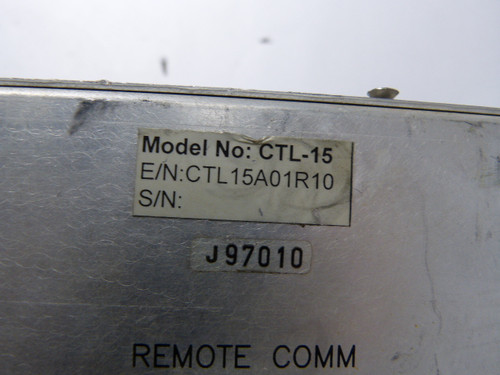 Model No: CTL-15
E/N:CTL15A01R10
S/N:
J97010
REMOTE COMM